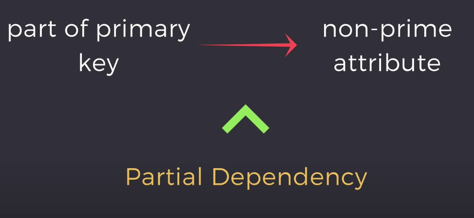 part of primary
key
non-prime
attribute
Partial Dependency